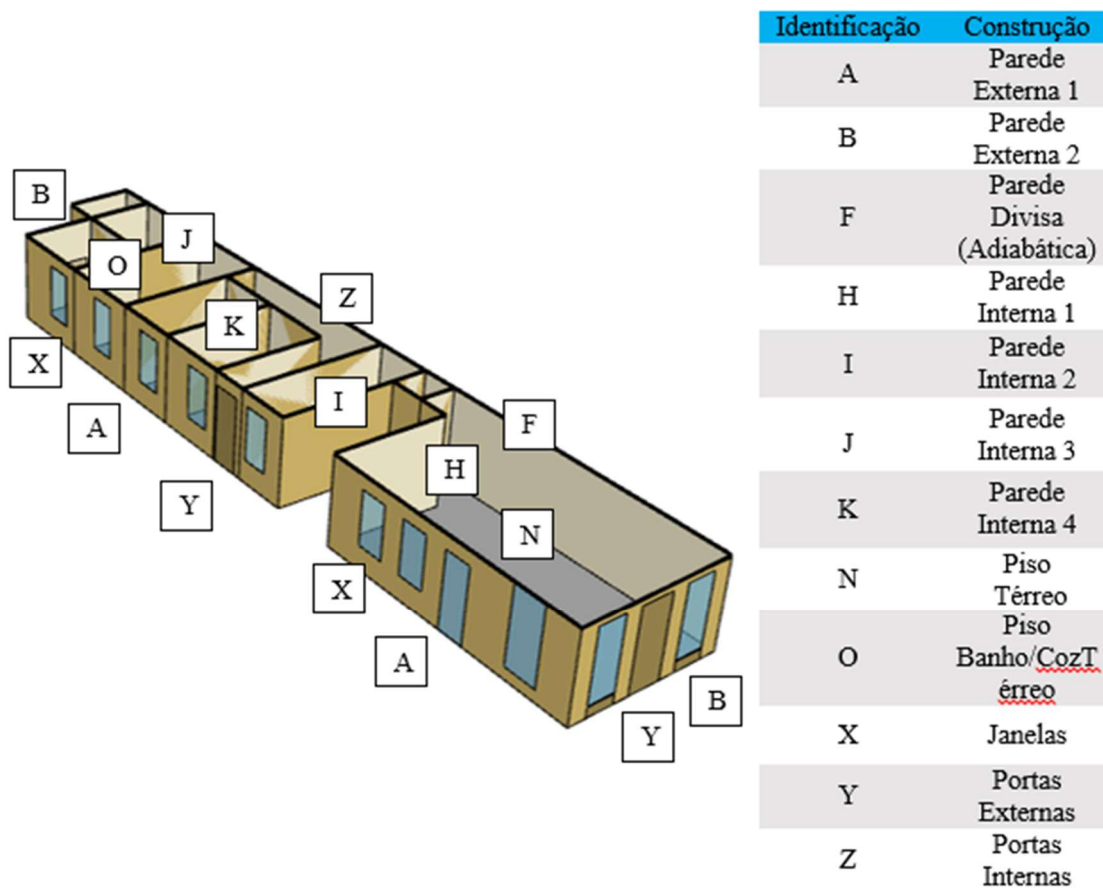 B
J
O
Z
K
X
I
A
F
Y
H
N
X
A
B
Y
Identificação Construção
A Parede
Externa 1
B Parede
Externa 2
F Parede
Divisa
(Adiabática)
H Parede
Interna 1
I Parede
Interna 2
J Parede
Interna 3
K Parede
Interna 4
N Piso
Térreo
O Piso
Banho/CozT
érreo
X Janelas
Y Portas
Externas
Z Portas
Internas